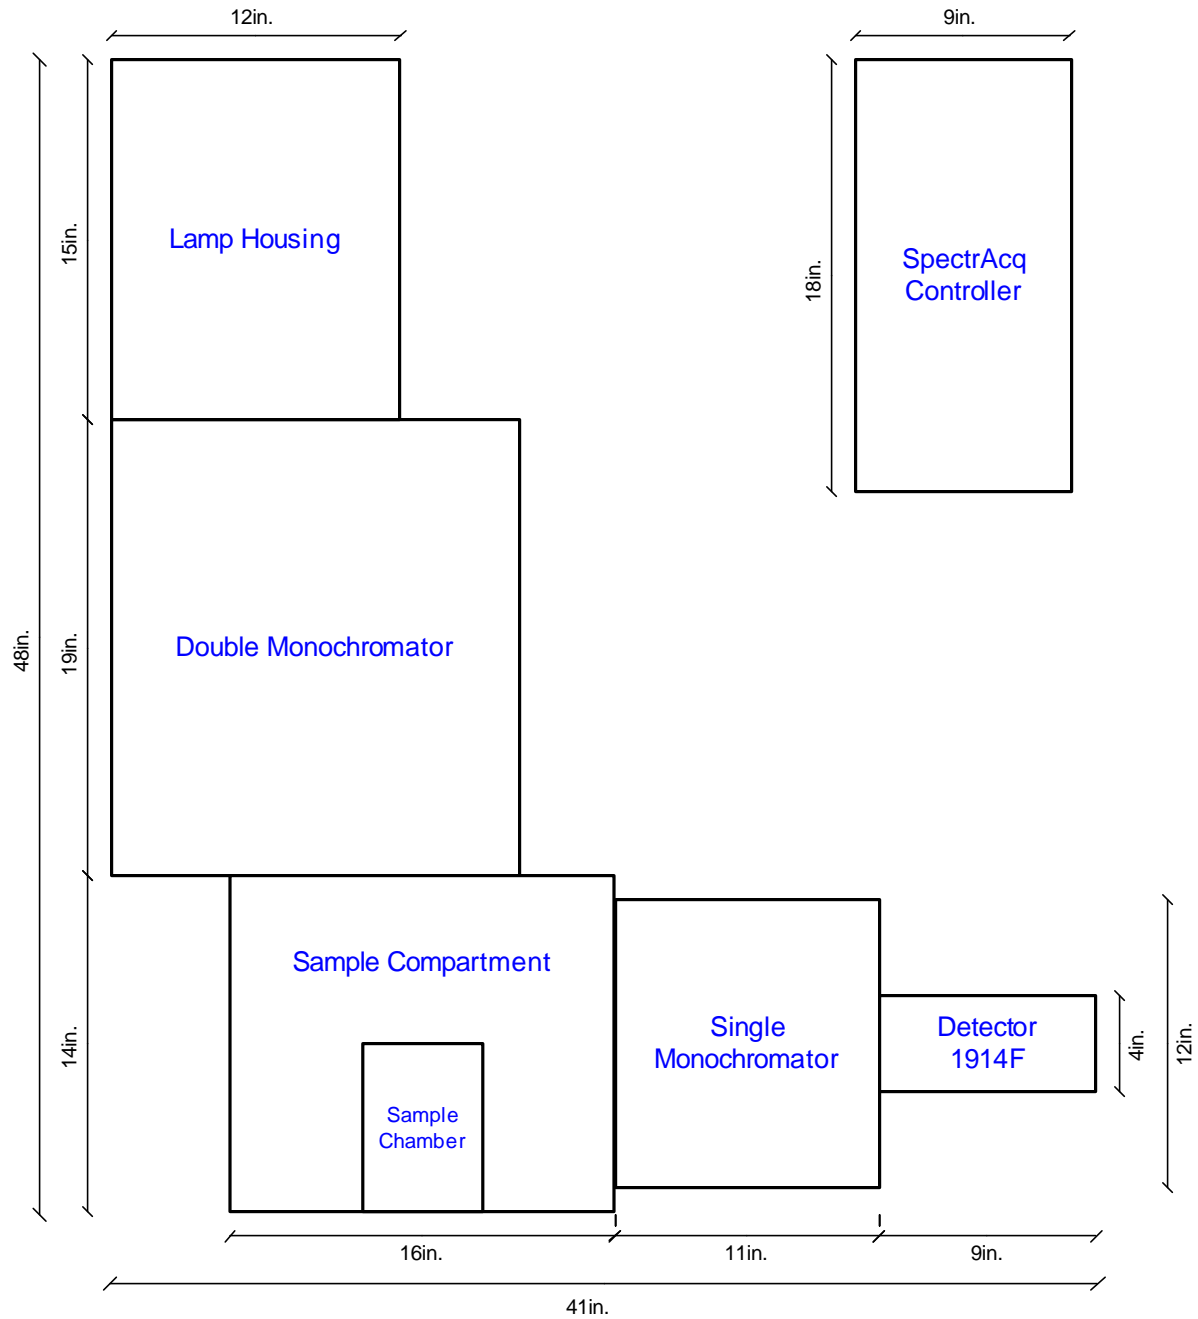 12in.
9in.
15in.
Lamp Housing
18in.
SpectrAcq
Controller
48in.
19in.
Double Monochromator
Sample Compartment
14in.
Single
Monochromator
Detector
1914F
4in.
12in.
Sample
Chamber
16in.
11in.
9in.
41in.